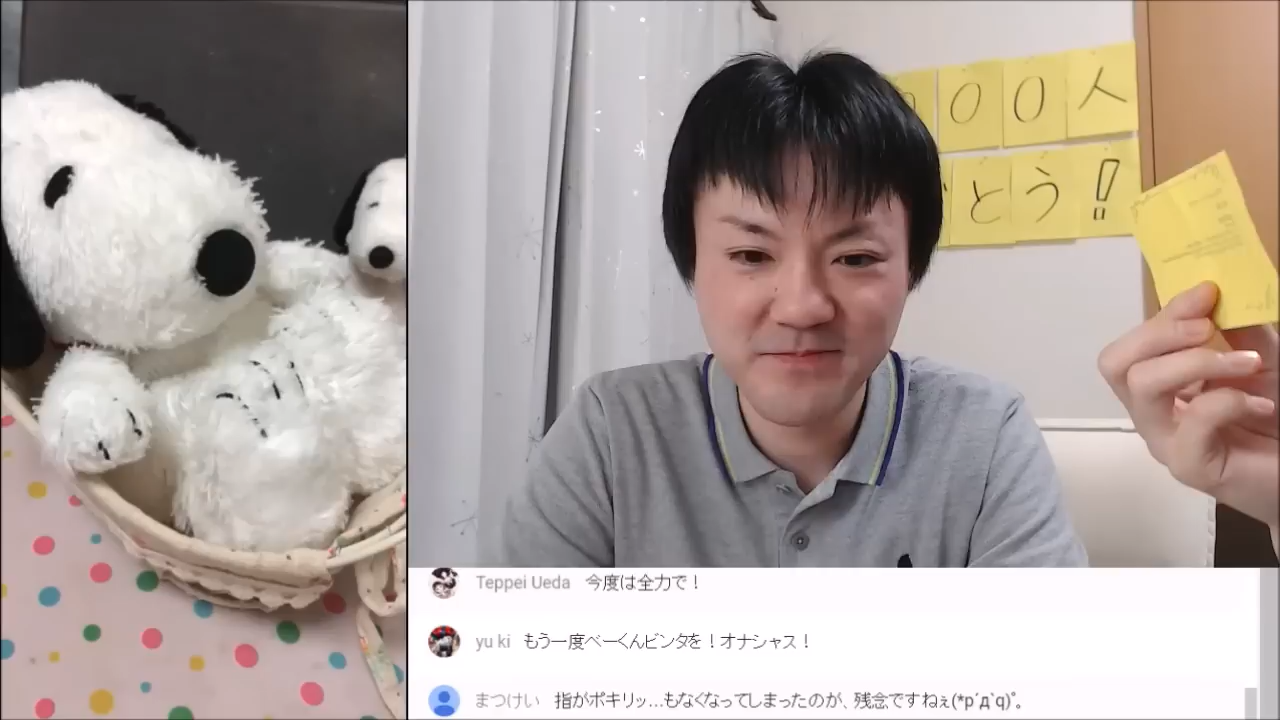 000人
とう!
Teppei Ueda 今度は全力で!
yu ki もう一度べーくんビンタを!オナシャス!
まつけい 指がポキリッ…もなくなってしまったのが、残念ですねぇ(*p´д`q)゜。